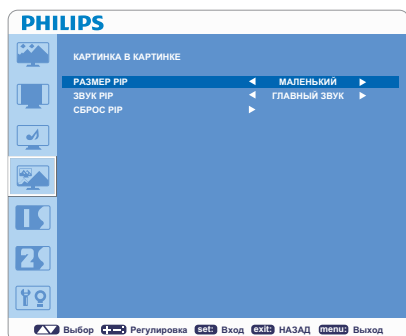 PHILIPS
КАРТИНКА В КАРТИНКЕ
РАЗМЕР PIP МАЛЕНЬКИЙ
ЗВУК PIP ГЛАВНЫЙ ЗВУК
СБРОС PIP
Выбор Регулировка set: Вход exit: НАЗАД menu: Выход